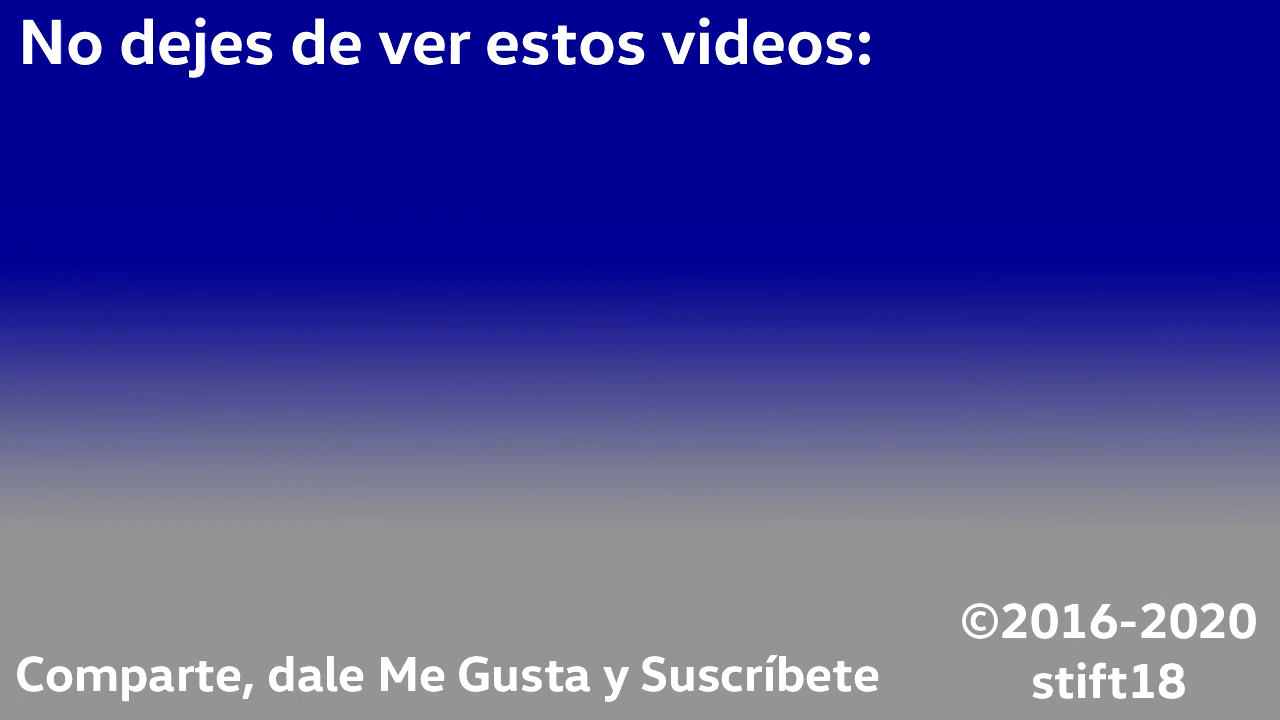 No dejes de ver estos videos:
©2016-2020
stift18
Comparte, dale Me Gusta y Suscríbete